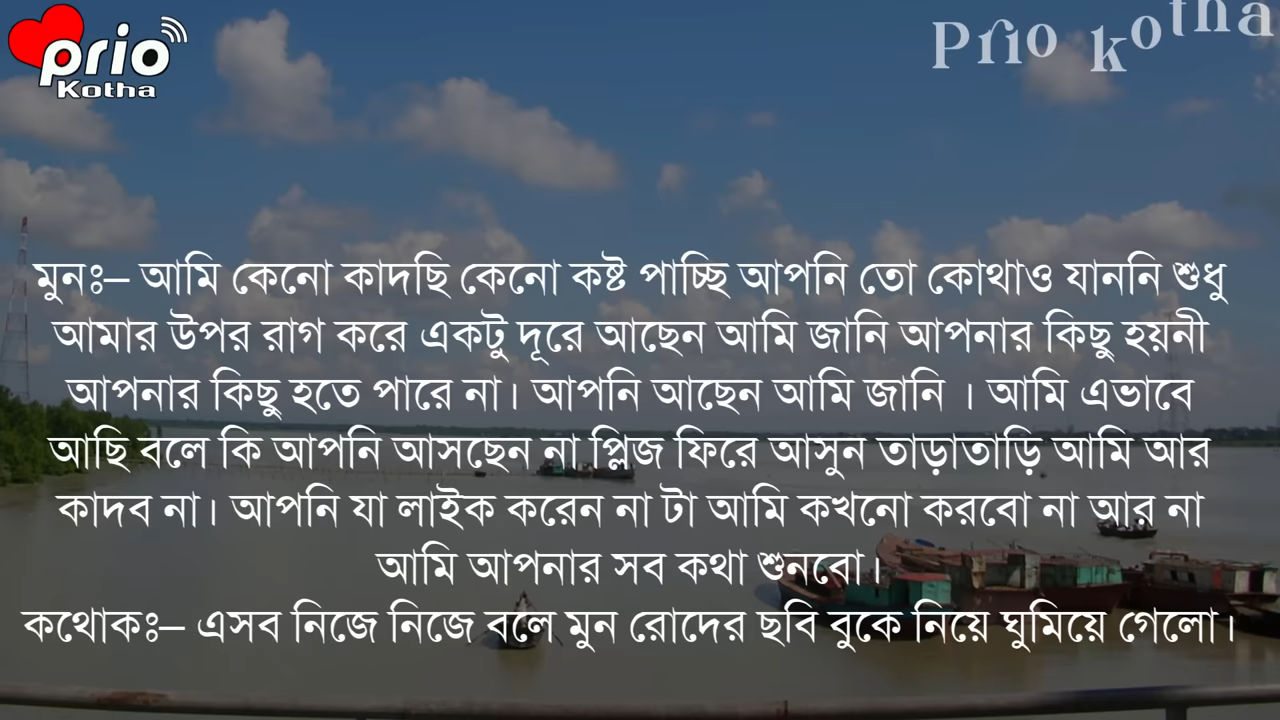 prio
Kotha
Prio kotha
মুনঃ– আমি কেনো কাদছি কেনো কষ্ট পাচ্ছি আপনি তো কোথাও যাননি শুধু
আমার উপর রাগ করে একটু দূরে আছেন আমি জানি আপনার কিছু হয়নী
আপনার কিছু হতে পারে না। আপনি আছেন আমি জানি । আমি এভাবে
আছি বলে কি আপনি আসছেন না প্লিজ ফিরে আসুন তাড়াতাড়ি আমি আর
কাদব না। আপনি যা লাইক করেন না টা আমি কখনো করবো না আর না
আমি আপনার সব কথা শুনবো।
কথোকঃ– এসব নিজে নিজে বলে মুন রোদের ছবি বুকে নিয়ে ঘুমিয়ে গেলো।